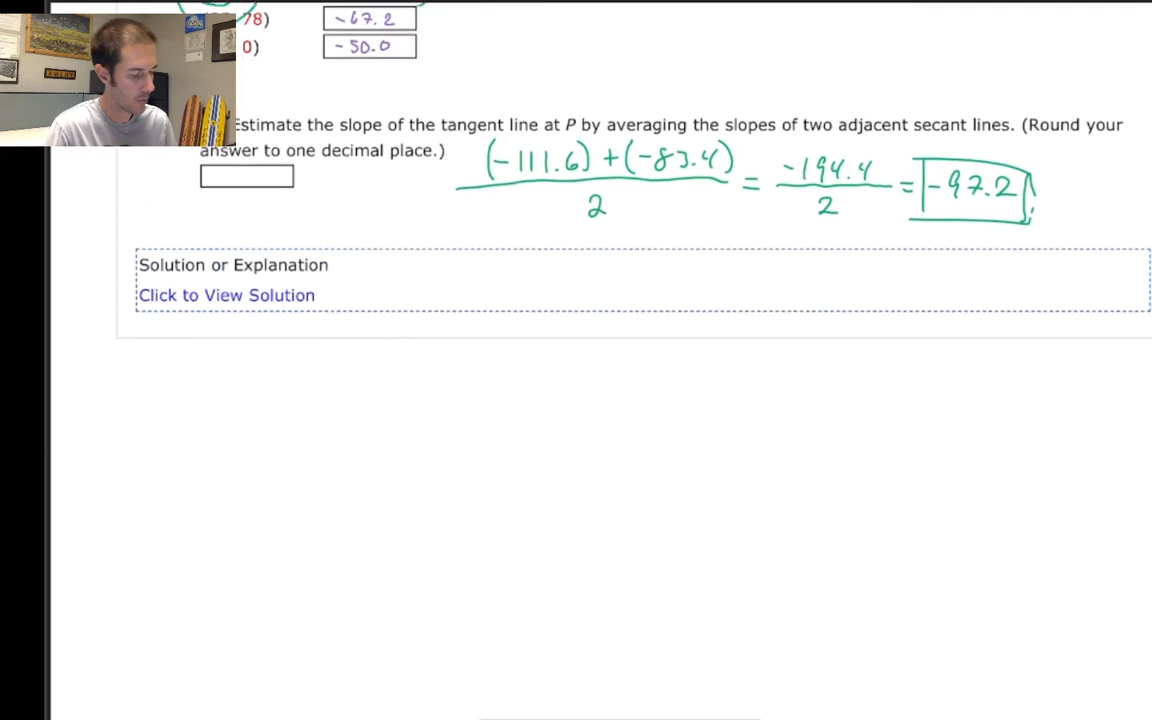 78) -67.2
0) -50.0
Estimate the slope of the tangent line at P by averaging the slopes of two adjacent secant lines. (Round your
answer to one decimal place.)
(-111.6) + (-83.4) / 2 = -194.4 / 2 = -97.2
Solution or Explanation
Click to View Solution